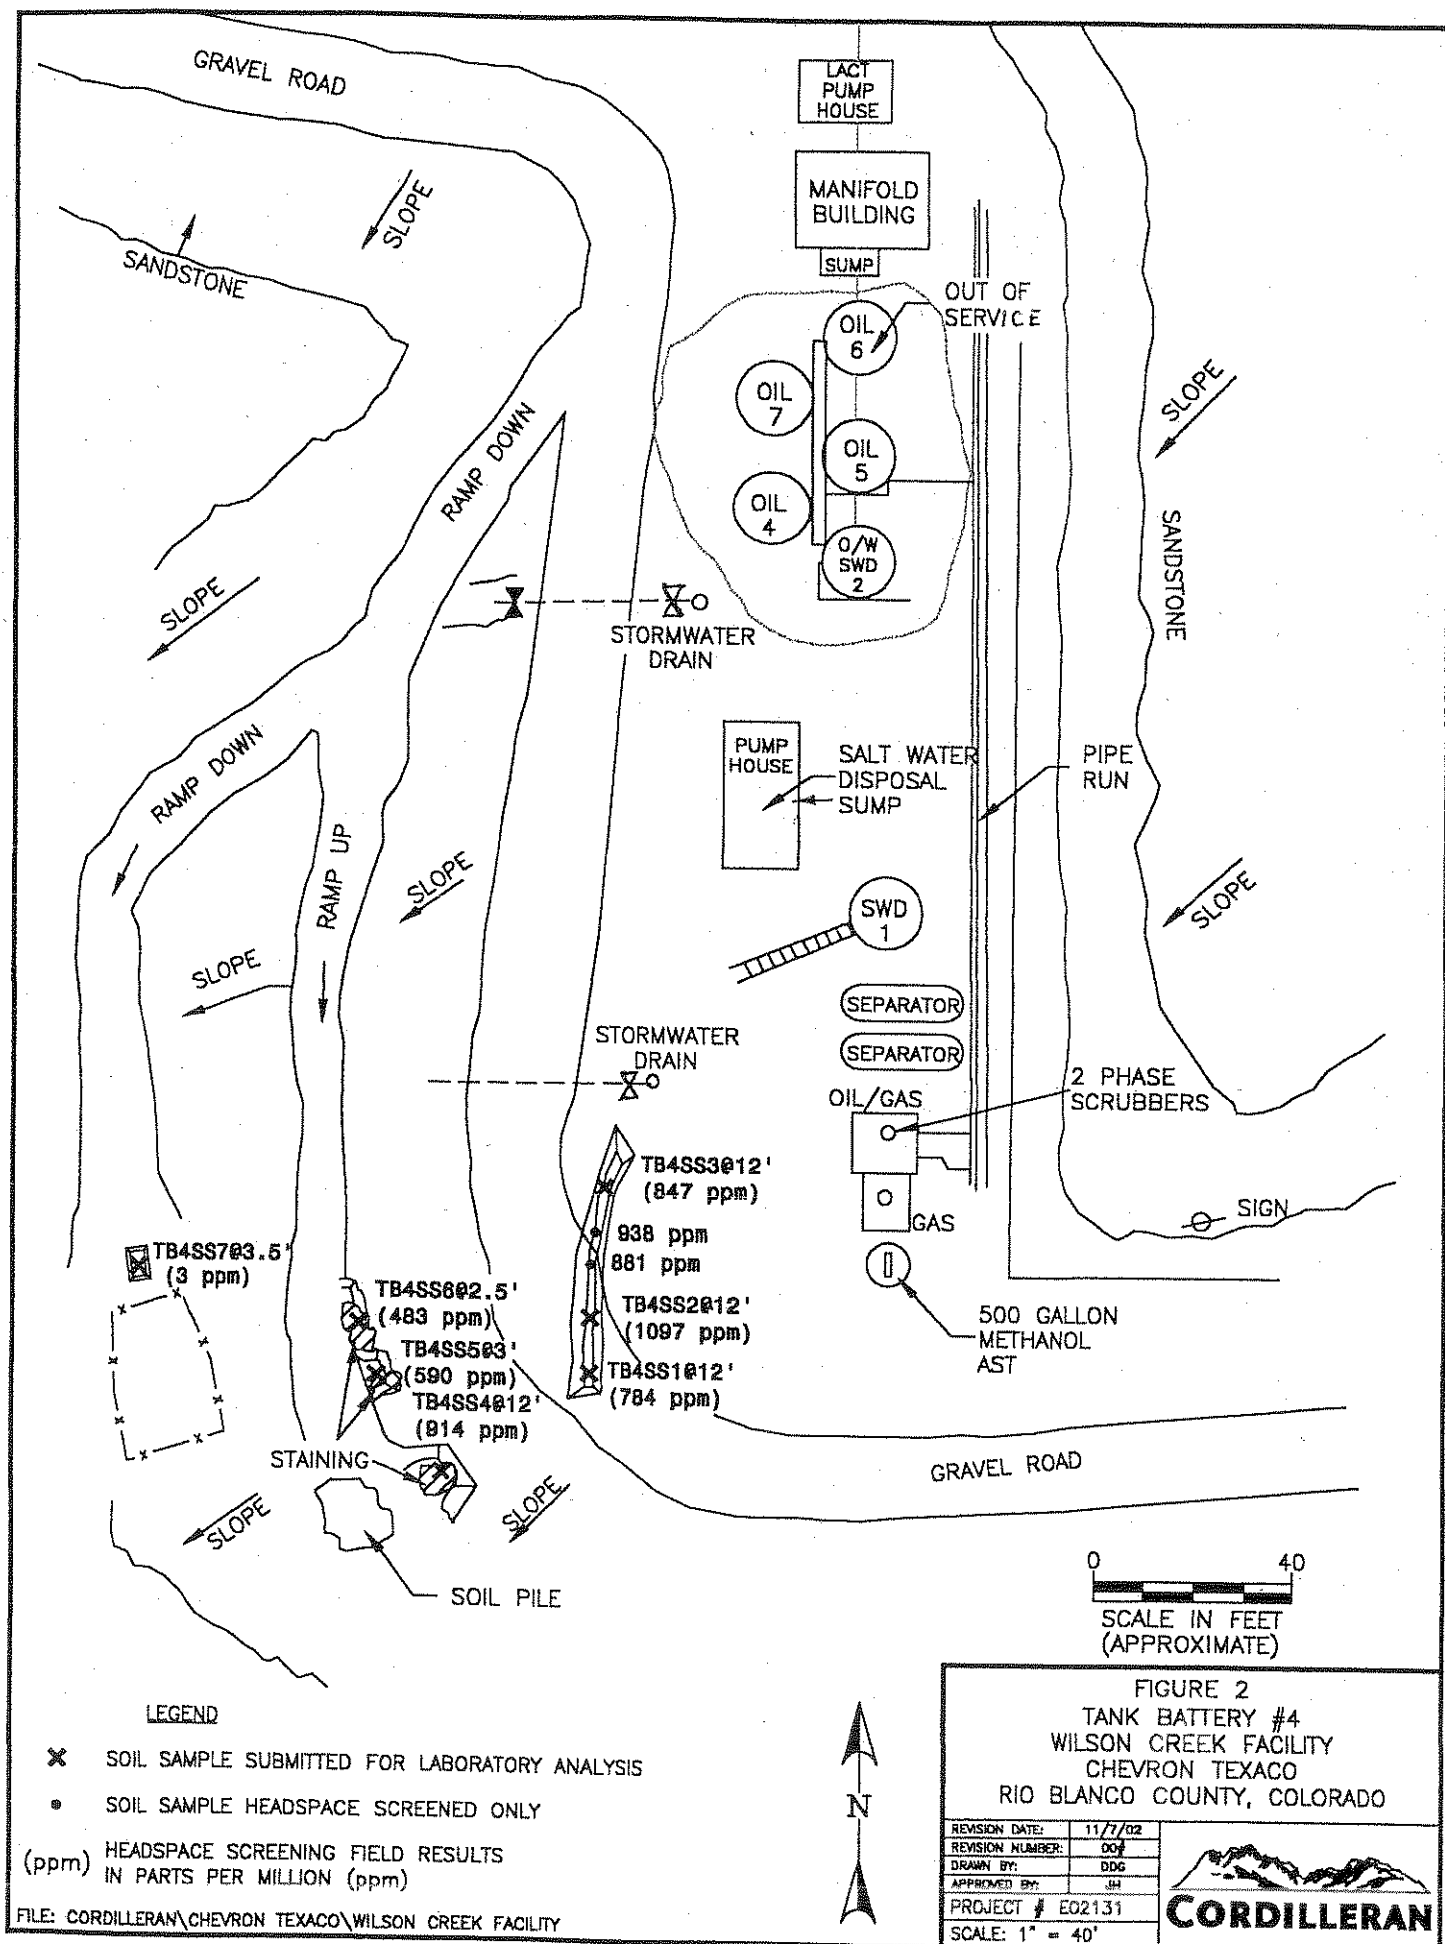 GRAVEL ROAD
LACT
PUMP
HOUSE
MANIFOLD
BUILDING
SUMP
SLOPE
SANDSTONE
OUT OF
SERVICE
OIL
6
OIL
7
OIL
5
OIL
4
O/W
SWD
2
SLOPE
RAMP DOWN
SANDSTONE
SLOPE
STORMWATER
DRAIN
PUMP
HOUSE
SALT WATER
DISPOSAL
SUMP
PIPE
RUN
RAMP DOWN
RAMP UP
SLOPE
SLOPE
SWD
1
SLOPE
SEPARATOR
SEPARATOR
STORMWATER
DRAIN
OIL/GAS
2 PHASE
SCRUBBERS
TB4SS3@12'
(847 ppm)
938 ppm
881 ppm
GAS
SIGN
TB4SS7@3.5'
(3 ppm)
TB4SS6@2.5'
(483 ppm)
TB4SS2@12'
(1097 ppm)
500 GALLON
METHANOL
AST
TB4SS5@3'
(590 ppm)
TB4SS1@12'
(784 ppm)
TB4SS4@12'
STAINING
GRAVEL ROAD
SLOPE
SLOPE
SOIL PILE
0 40
SCALE IN FEET
(APPROXIMATE)
LEGEND
SOIL SAMPLE SUBMITTED FOR LABORATORY ANALYSIS
SOIL SAMPLE HEADSPACE SCREENED ONLY
(ppm) HEADSPACE SCREENING FIELD RESULTS
IN PARTS PER MILLION (ppm)
N
FILE: CORDILLERAN\CHEVRON TEXACO\WILSON CREEK FACILITY
FIGURE 2
TANK BATTERY #4
WILSON CREEK FACILITY
CHEVRON TEXACO
RIO BLANCO COUNTY, COLORADO
REVISION DATE: 11/7/02
REVISION NUMBER:
DRAWN BY: DDG
APPROVED BY: JH
PROJECT # E02131
SCALE: 1" = 40'
CORDILLERAN